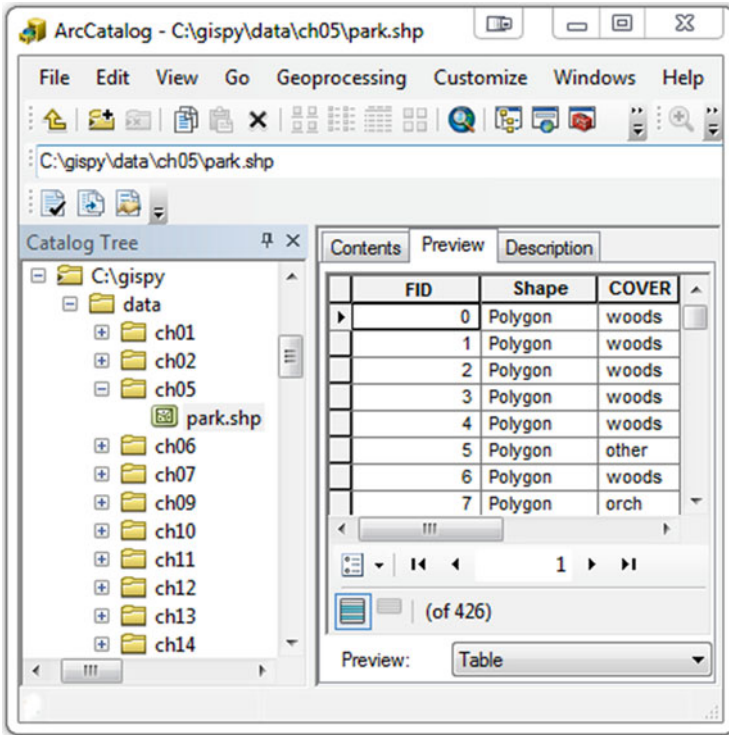 ArcCatalog - C:\gispy\data\ch05\park.shp
File Edit View Go Geoprocessing Customize Windows Help
C:\gispy\data\ch05\park.shp
Catalog Tree
C:\gispy
data
ch01
ch02
ch05
park.shp
ch06
ch07
ch09
ch10
ch11
ch12
ch13
ch14
Contents Preview Description
FID Shape COVER
0 Polygon woods
1 Polygon woods
2 Polygon woods
3 Polygon woods
4 Polygon woods
5 Polygon other
6 Polygon woods
7 Polygon orch
1
(of 426)
Preview: Table